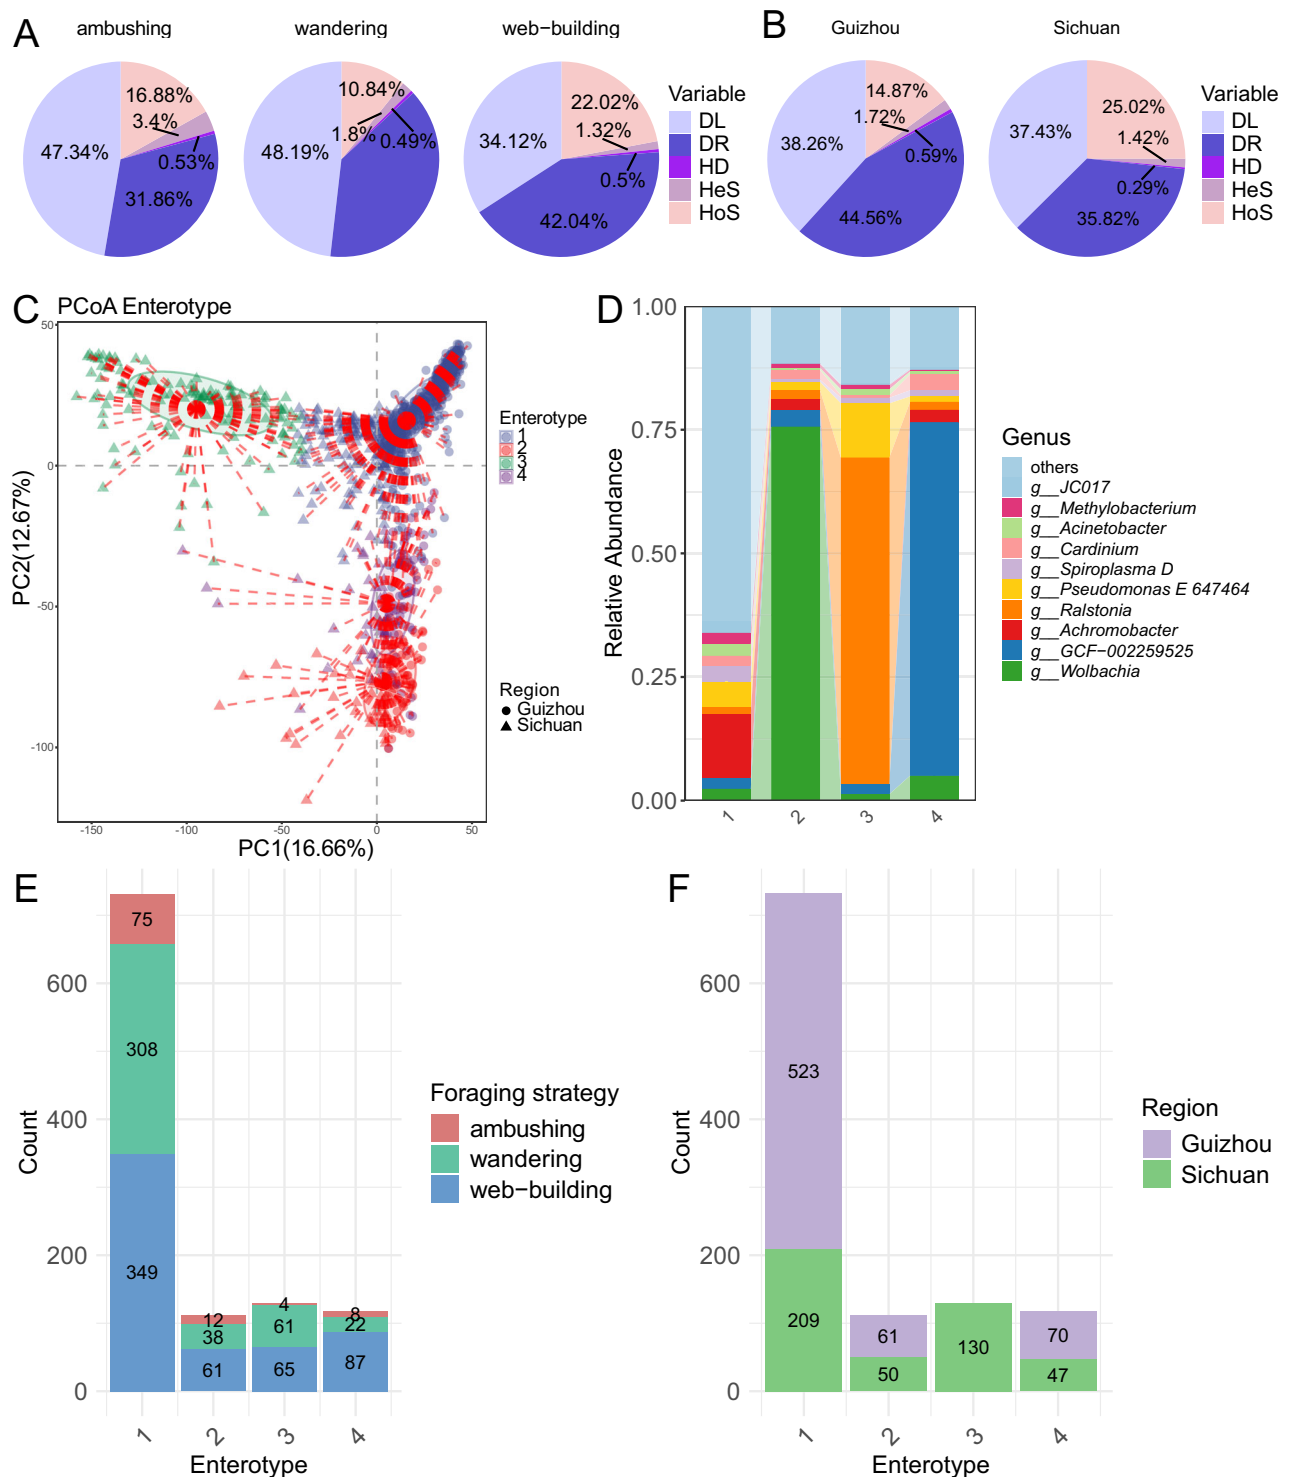 A
ambushing
wandering
web−building
16.88%
3.4%
0.53%
47.34%
31.86%
10.84%
1.8%
0.49%
48.19%
22.02%
1.32%
0.5%
34.12%
42.04%
Variable
DL
DR
HD
HeS
HoS
B
Guizhou
Sichuan
14.87%
1.72%
0.59%
38.26%
44.56%
25.02%
1.42%
0.29%
37.43%
35.82%
Variable
DL
DR
HD
HeS
HoS
C
PCoA Enterotype
50
0
-50
-100
PC2(12.67%)
-150
-100
-50
0
50
PC1(16.66%)
Enterotype
1
2
3
4
Region
Guizhou
Sichuan
D
1.00
0.75
0.50
0.25
0.00
Relative Abundance
1
2
3
4
Genus
others
g__JC017
g__Methylobacterium
g__Acinetobacter
g__Cardinium
g__Spiroplasma D
g__Pseudomonas E 647464
g__Ralstonia
g__Achromobacter
g__GCF−002259525
g__Wolbachia
E
600
400
200
0
Count
75
308
349
12
38
61
4
61
65
8
22
87
1
2
3
4
Enterotype
Foraging strategy
ambushing
wandering
web−building
F
600
400
200
0
Count
523
209
61
50
130
70
47
1
2
3
4
Enterotype
Region
Guizhou
Sichuan